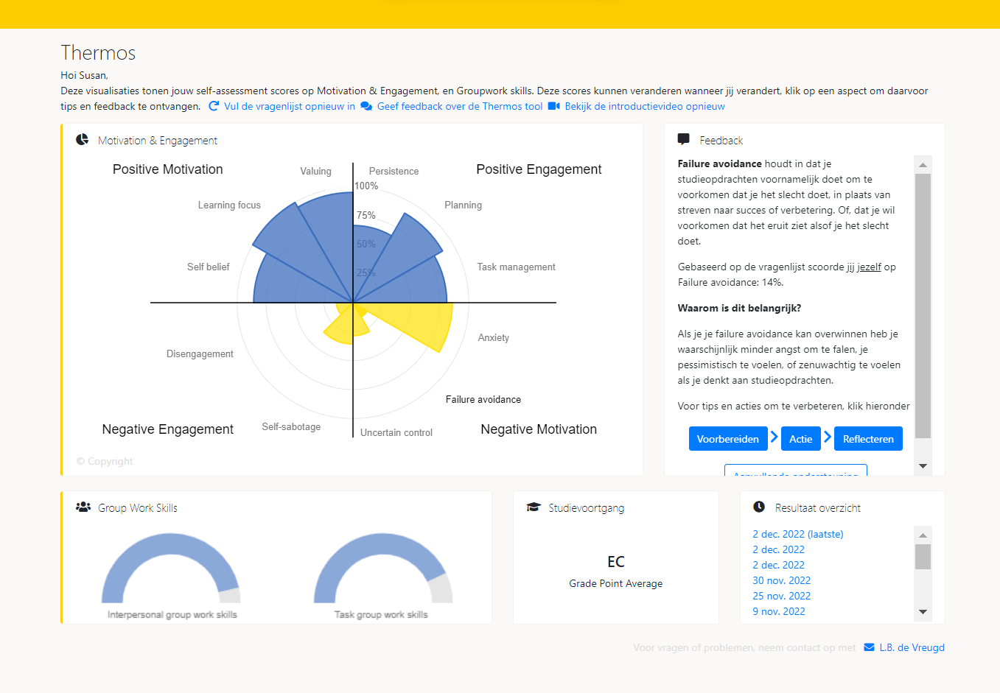 Thermos
Hoi Susan,
Deze visualisaties tonen jouw self-assessment scores op Motivation & Engagement, en Groupwork skills. Deze scores kunnen veranderen wanneer jij verandert, klik op een aspect om daarvoor
tips en feedback te ontvangen. Vul de vragenlijst opnieuw in Geef feedback over de Thermos tool Bekijk de introductievideo opnieuw
Motivation & Engagement
Positive Motivation
Valuing
Persistence
Positive Engagement
100%
Learning focus
Planning
75%
50%
Self belief
Task management
25%
Anxiety
Disengagement
Failure avoidance
Self-sabotage
Uncertain control
Negative Engagement
Negative Motivation
© Copyright
Feedback
Failure avoidance houdt in dat je
studieopdrachten voornamelijk doet om te
voorkomen dat je het slecht doet, in plaats van
streven naar succes of verbetering. Of, dat je wil
voorkomen dat het eruit ziet alsof je het slecht
doet.
Gebaseerd op de vragenlijst scoorde jij jezelf op
Failure avoidance: 14%.
Waarom is dit belangrijk?
Als je je failure avoidance kan overwinnen heb je
waarschijnlijk minder angst om te falen, je
pessimistisch te voelen, of zenuwachtig te voelen
als je denkt aan studieopdrachten.
Voor tips en acties om te verbeteren, klik hieronder
Voorbereiden Actie Reflecteren
Aanvullende ondersteuning
Group Work Skills
Interpersonal group work skills
Task group work skills
Studievoortgang
EC
Grade Point Average
Resultaat overzicht
2 dec. 2022 (laatste)
2 dec. 2022
2 dec. 2022
30 nov. 2022
25 nov. 2022
9 nov. 2022
Voor vragen of problemen, neem contact op met L.B. de Vreugd